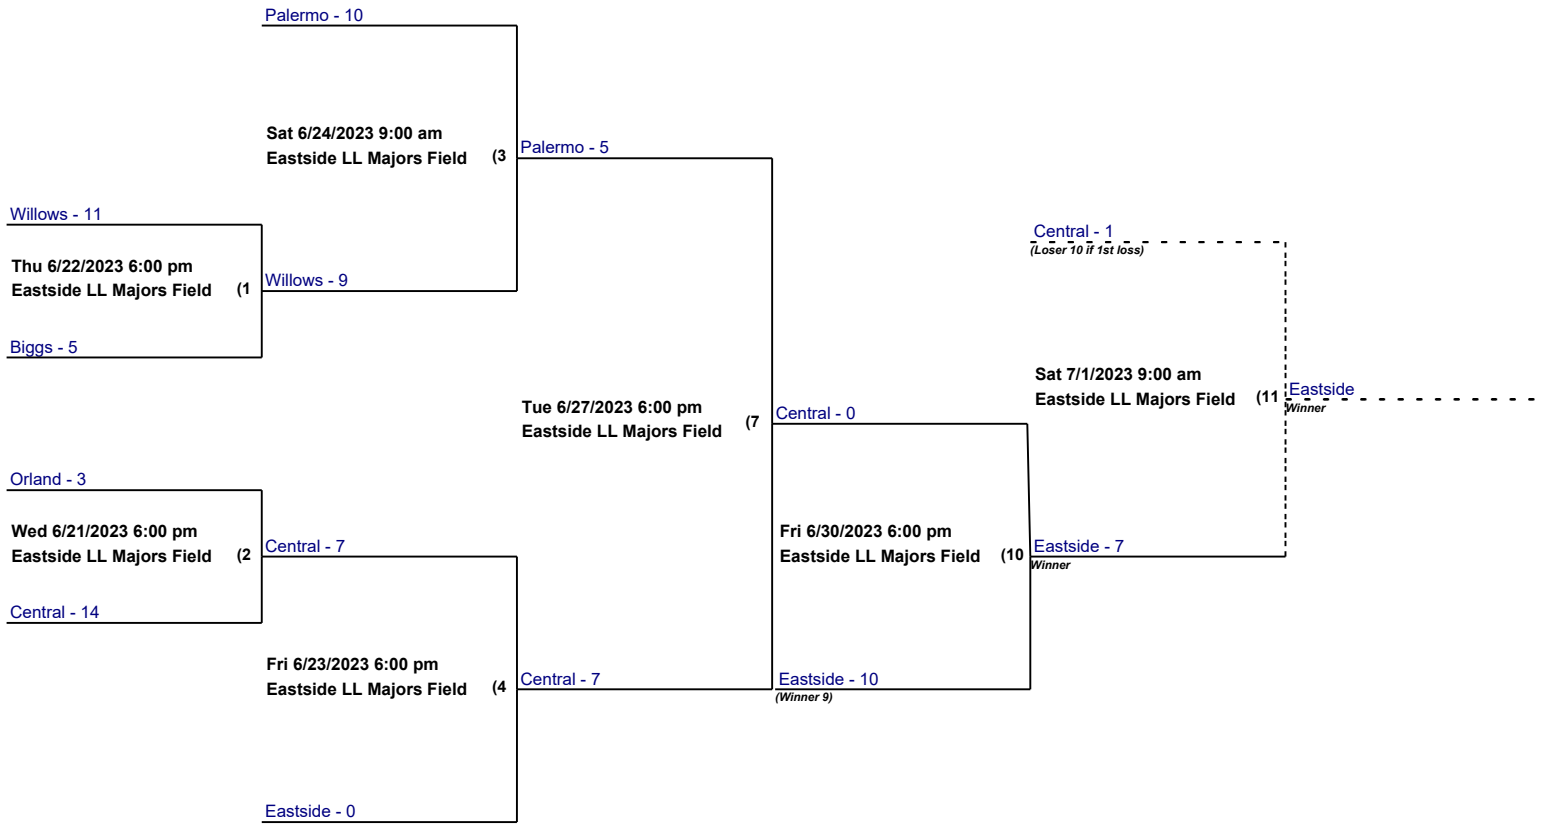 Palermo - 10
Sat 6/24/2023 9:00 am
Eastside LL Majors Field (3
Palermo - 5
Willows - 11
Thu 6/22/2023 6:00 pm
Eastside LL Majors Field (1
Willows - 9
Biggs - 5
Central - 1
(Loser 10 if 1st loss)
Sat 7/1/2023 9:00 am
Eastside LL Majors Field (11
Eastside
Winner
Tue 6/27/2023 6:00 pm
Eastside LL Majors Field (7
Central - 0
Orland - 3
Wed 6/21/2023 6:00 pm
Eastside LL Majors Field (2
Central - 7
Central - 14
Fri 6/30/2023 6:00 pm
Eastside LL Majors Field (10
Eastside - 7
Winner
Fri 6/23/2023 6:00 pm
Eastside LL Majors Field (4
Central - 7
Eastside - 10
(Winner 9)
Eastside - 0